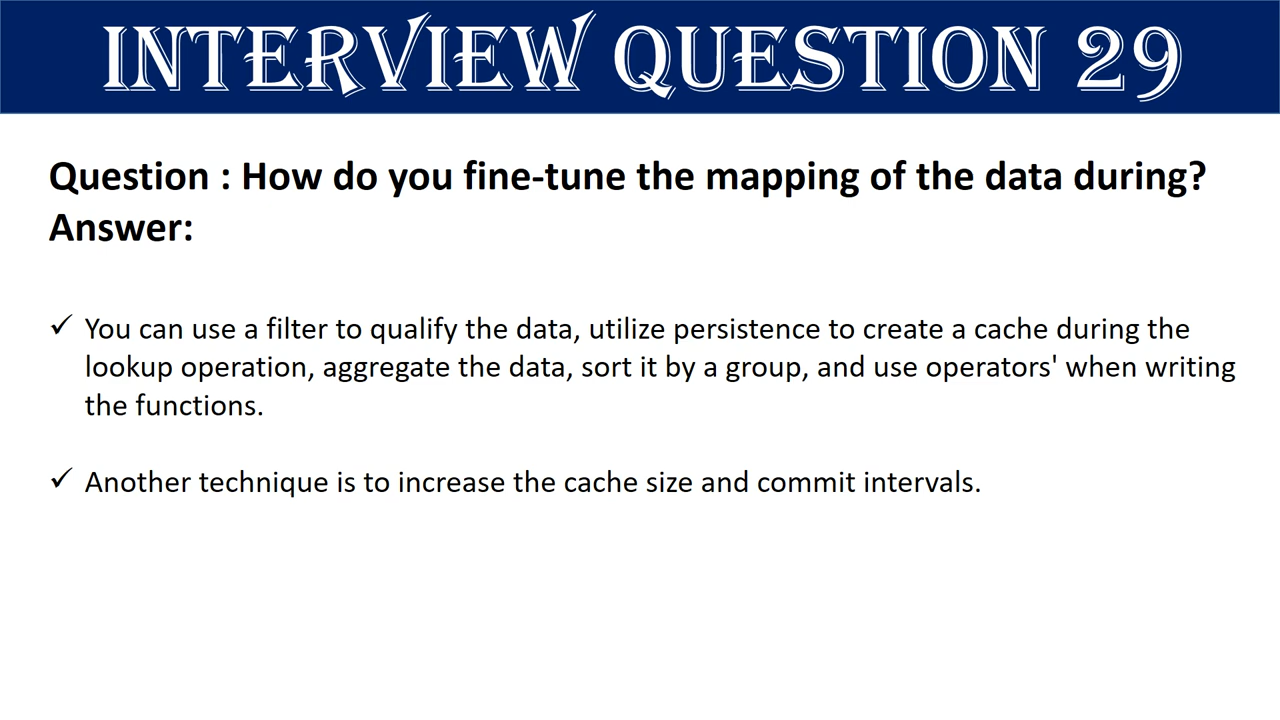 INTERVIEW QUESTION 29
Question : How do you fine-tune the mapping of the data during?
Answer:
✓ You can use a filter to qualify the data, utilize persistence to create a cache during the
lookup operation, aggregate the data, sort it by a group, and use operators' when writing
the functions.
✓ Another technique is to increase the cache size and commit intervals.